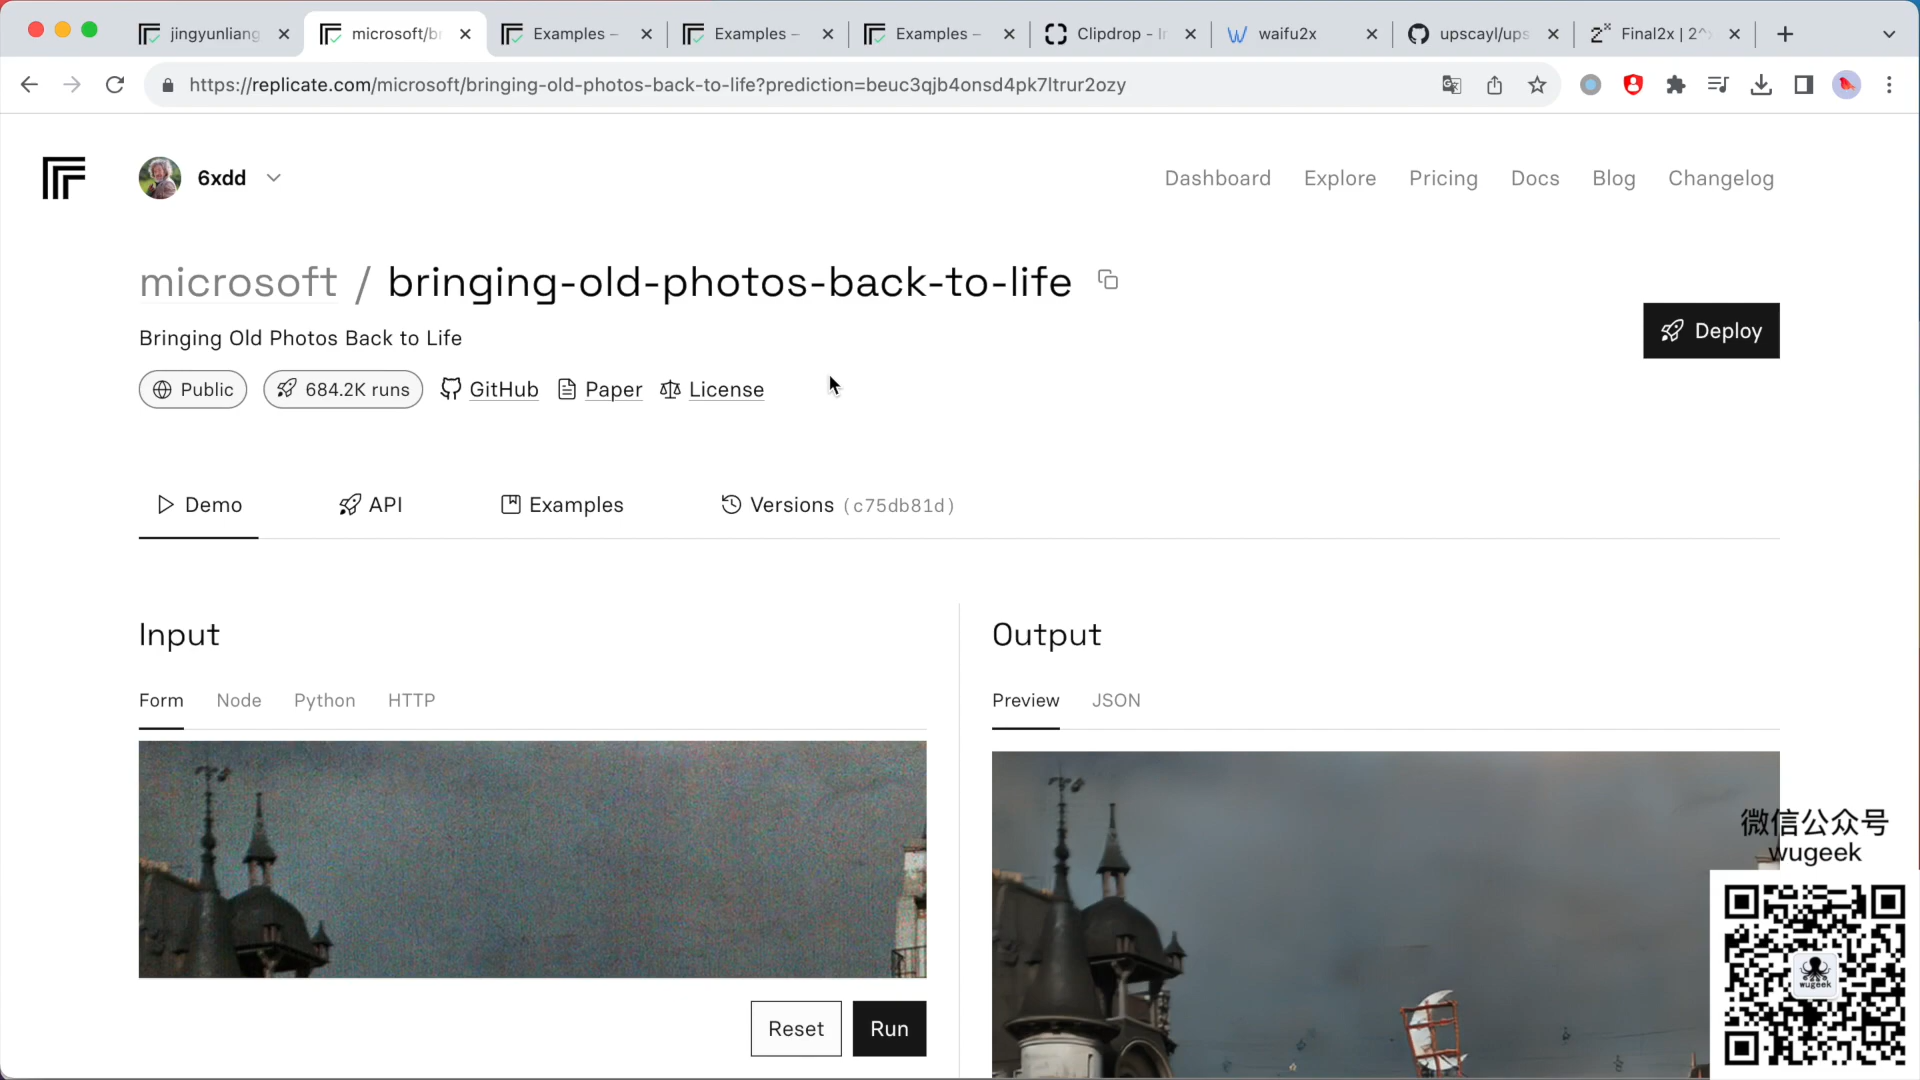 jingyunliang
microsoft/br
Examples –
Examples –
Examples –
Clipdrop - I
waifu2x
upscayl/ups
Final2x | 2^
https://replicate.com/microsoft/bringing-old-photos-back-to-life?prediction=beuc3qjb4onsd4pk7ltrur2ozy
6xdd
Dashboard
Explore
Pricing
Docs
Blog
Changelog
microsoft / bringing-old-photos-back-to-life
Bringing Old Photos Back to Life
Deploy
Public
684.2K runs
GitHub
Paper
License
Demo
API
Examples
Versions (c75db81d)
Input
Output
Form
Node
Python
HTTP
Preview
JSON
微信公众号
wugeek
wugeek
Reset
Run